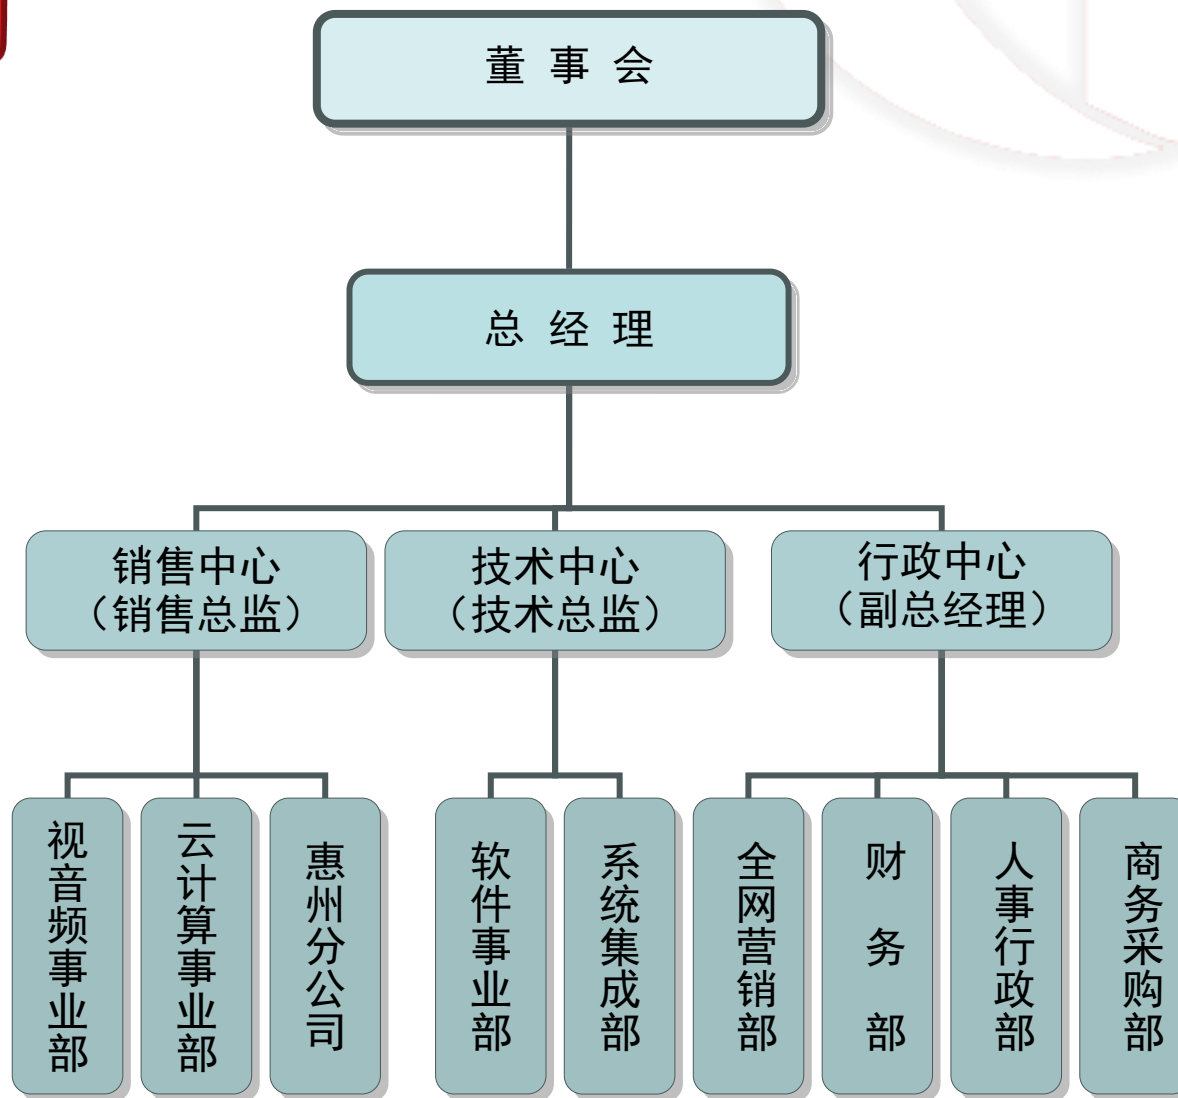 董 事 会
总 经 理
销售中心
（销售总监）
技术中心
（技术总监）
行政中心
（副总经理）
视音频事业部
云计算事业部
惠州分公司
软件事业部
系统集成部
全网营销部
财 务 部
人事行政部
商务采购部